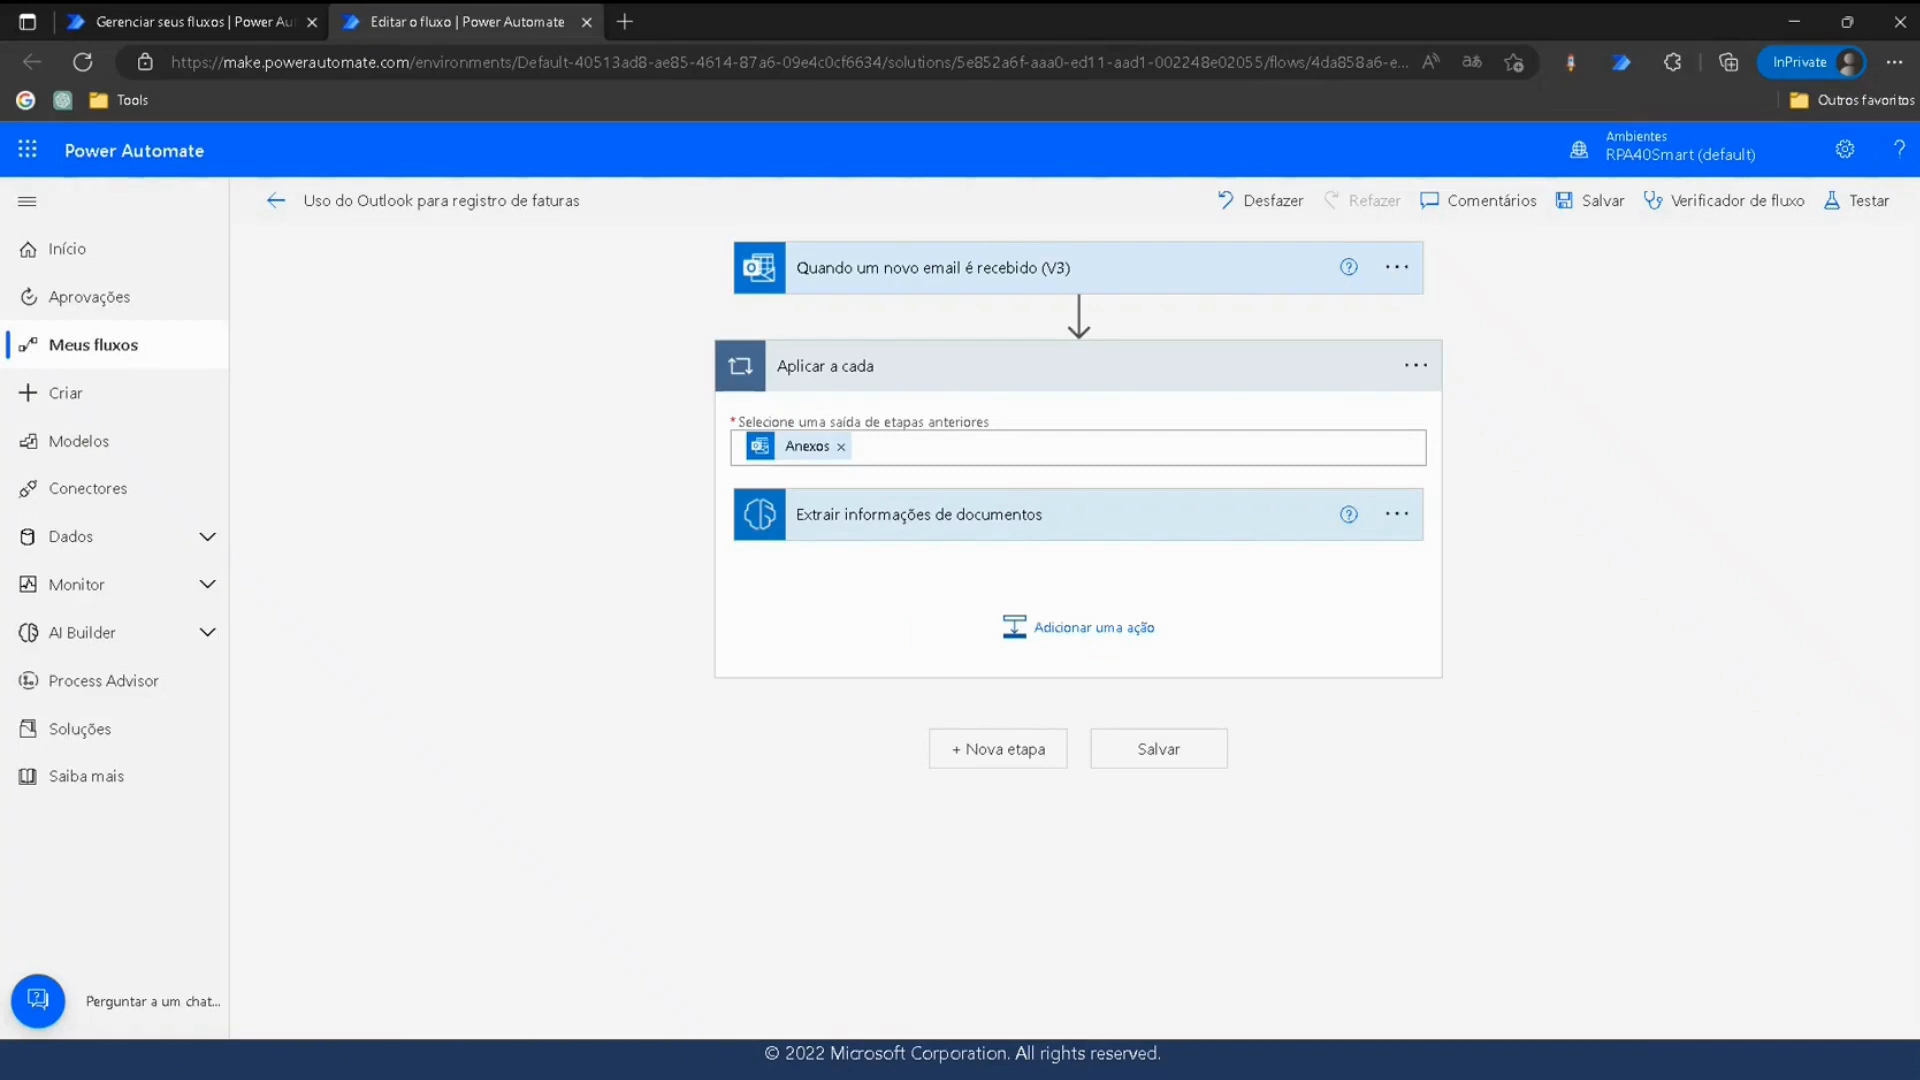 Gerenciar seus fluxos | Power Au
Editar o fluxo | Power Automate
https://make.powerautomate.com/environments/Default-40513ad8-ae85-4614-87a6-09e4c0cf6634/solutions/5e852a6f-aaa0-ed11-aad1-002248e02055/flows/4da858a6-e...
InPrivate
Tools
Outros favoritos
Power Automate
Ambientes
RPA40Smart (default)
Uso do Outlook para registro de faturas
Desfazer
Refazer
Comentários
Salvar
Verificador de fluxo
Testar
Início
Aprovações
Meus fluxos
Criar
Modelos
Conectores
Dados
Monitor
AI Builder
Process Advisor
Soluções
Saiba mais
Perguntar a um chat...
Quando um novo email é recebido (V3)
Aplicar a cada
* Selecione uma saída de etapas anteriores
Anexos ×
Extrair informações de documentos
Adicionar uma ação
+ Nova etapa
Salvar
© 2022 Microsoft Corporation. All rights reserved.